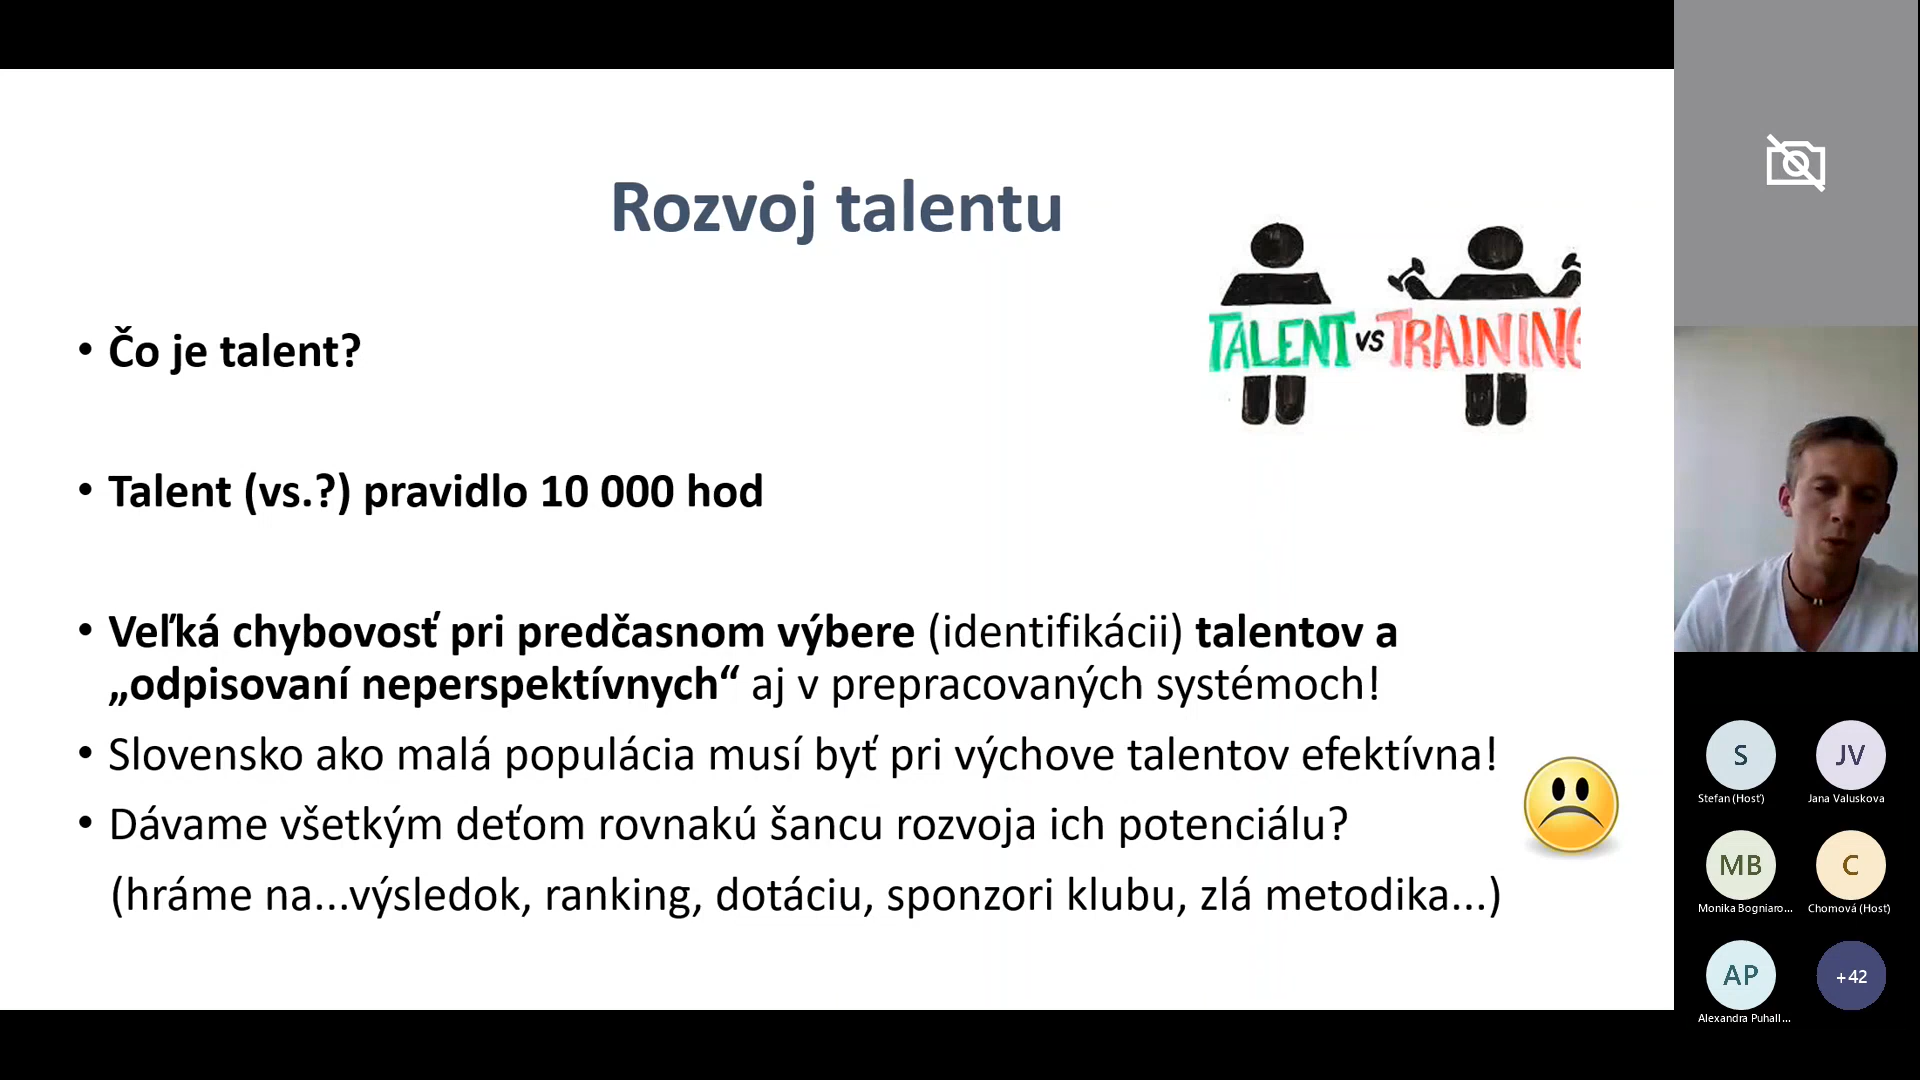 Rozvoj talentu
TALENT vs TRAINING
• Čo je talent?
• Talent (vs.?) pravidlo 10 000 hod
• Veľká chybovosť pri predčasnom výbere (identifikácii) talentov a
„odpisovaní neperspektívnych“ aj v prepracovaných systémoch!
• Slovensko ako malá populácia musí byť pri výchove talentov efektívna!
• Dávame všetkým deťom rovnakú šancu rozvoja ich potenciálu?
(hráme na...výsledok, ranking, dotáciu, sponzori klubu, zlá metodika...)
S
Stefan (Hosť)
JV
Jana Valuskova
MB
Monika Bogniaro...
C
Chomová (Hosť)
AP
Alexandra Puhall...
+42